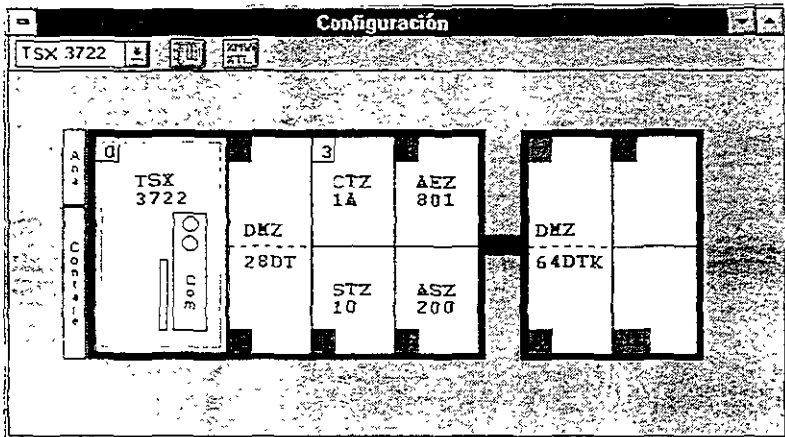 Configuración
TSX 3722
0
3
TSX
3722
CTZ
1A
AEZ
801
DMZ
28DT
DMZ
64DTK
Com
STZ
10
ASZ
200